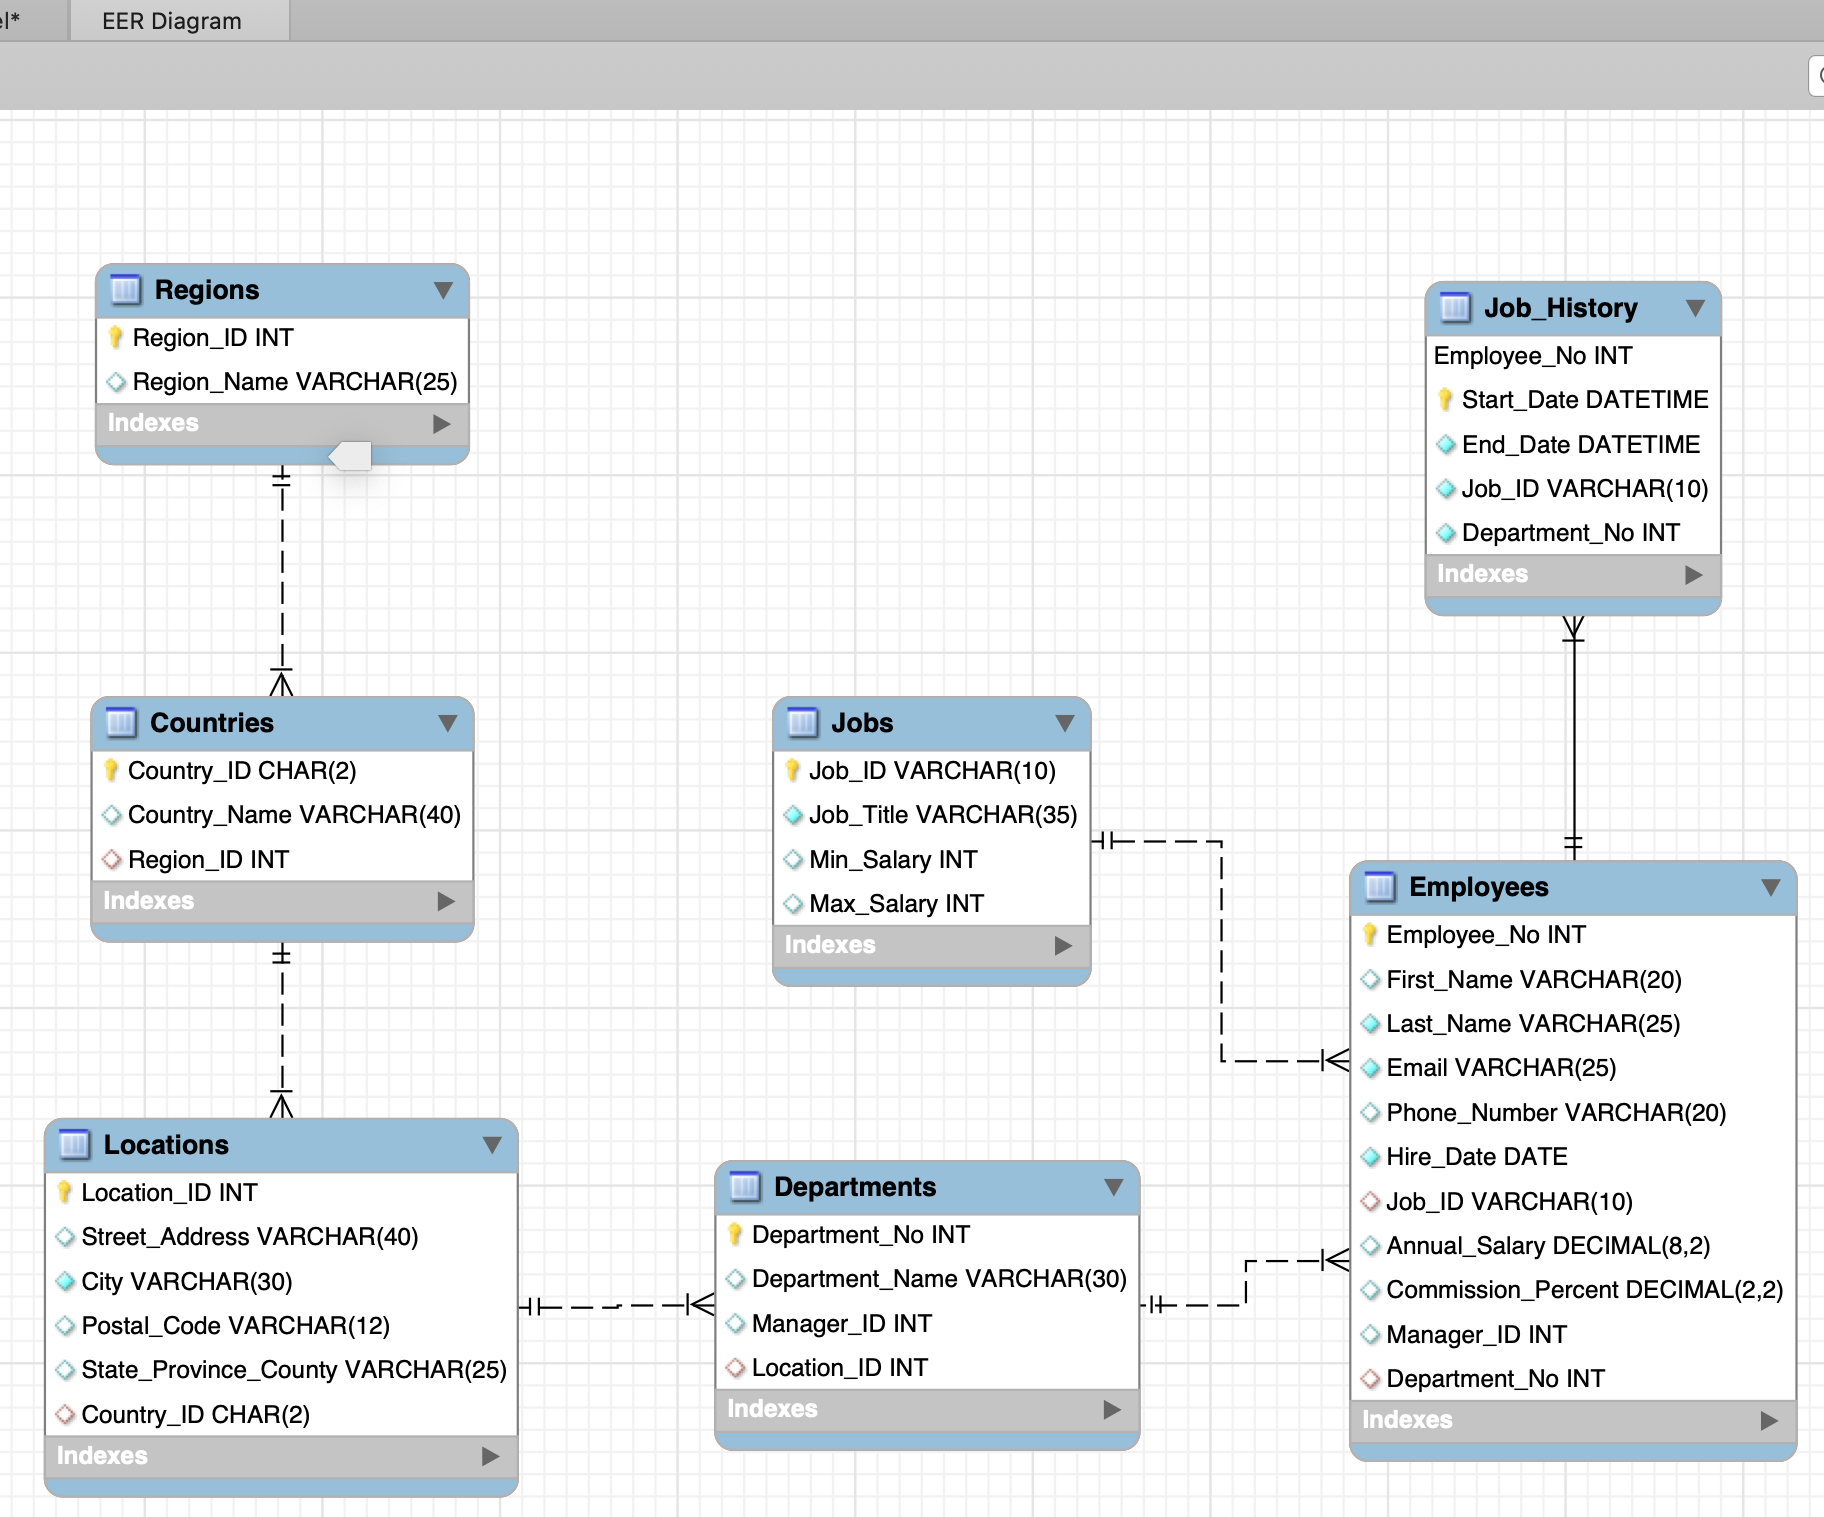 el*
EER Diagram
Regions
Region_ID INT
Region_Name VARCHAR(25)
Indexes
Job_History
Employee_No INT
Start_Date DATETIME
End_Date DATETIME
Job_ID VARCHAR(10)
Department_No INT
Indexes
Countries
Country_ID CHAR(2)
Country_Name VARCHAR(40)
Region_ID INT
Indexes
Jobs
Job_ID VARCHAR(10)
Job_Title VARCHAR(35)
Min_Salary INT
Max_Salary INT
Indexes
Employees
Employee_No INT
First_Name VARCHAR(20)
Last_Name VARCHAR(25)
Email VARCHAR(25)
Phone_Number VARCHAR(20)
Hire_Date DATE
Job_ID VARCHAR(10)
Annual_Salary DECIMAL(8,2)
Commission_Percent DECIMAL(2,2)
Manager_ID INT
Department_No INT
Indexes
Locations
Location_ID INT
Street_Address VARCHAR(40)
City VARCHAR(30)
Postal_Code VARCHAR(12)
State_Province_County VARCHAR(25)
Country_ID CHAR(2)
Indexes
Departments
Department_No INT
Department_Name VARCHAR(30)
Manager_ID INT
Location_ID INT
Indexes